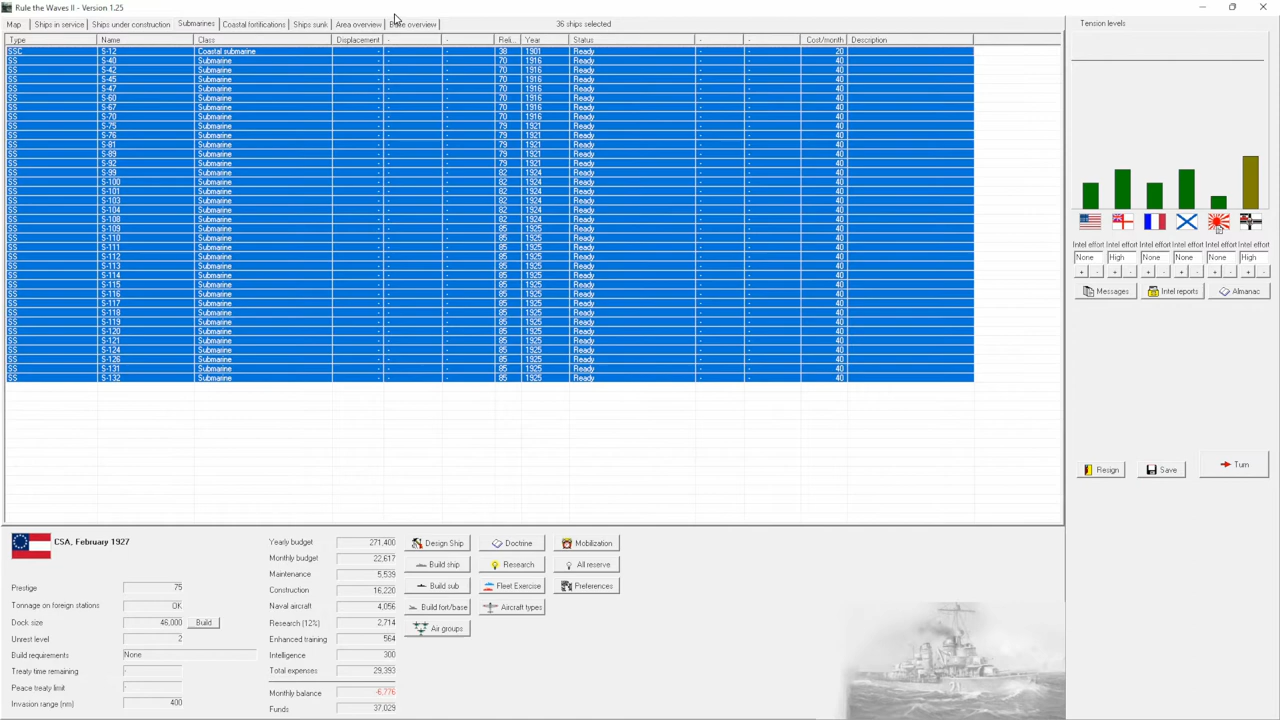 Rule the Waves II - Version 1.25
Map Ships in service Ships under construction Submarines Coastal fortifications Ships sunk Area overview Base overview 36 ships selected
Type Name Class Displacement - - Reli... Year Status - - Cost/month Description
SSC S-12 Coastal submarine - - - 38 1901 Ready - - 20
SS S-40 Submarine - - - 70 1916 Ready - - 40
SS S-42 Submarine - - - 70 1916 Ready - - 40
SS S-45 Submarine - - - 70 1916 Ready - - 40
SS S-47 Submarine - - - 70 1916 Ready - - 40
SS S-60 Submarine - - - 70 1916 Ready - - 40
SS S-67 Submarine - - - 70 1916 Ready - - 40
SS S-70 Submarine - - - 70 1916 Ready - - 40
SS S-75 Submarine - - - 79 1921 Ready - - 40
SS S-76 Submarine - - - 79 1921 Ready - - 40
SS S-81 Submarine - - - 79 1921 Ready - - 40
SS S-89 Submarine - - - 79 1921 Ready - - 40
SS S-92 Submarine - - - 79 1921 Ready - - 40
SS S-99 Submarine - - - 82 1924 Ready - - 40
SS S-100 Submarine - - - 82 1924 Ready - - 40
SS S-101 Submarine - - - 82 1924 Ready - - 40
SS S-103 Submarine - - - 82 1924 Ready - - 40
SS S-104 Submarine - - - 82 1924 Ready - - 40
SS S-108 Submarine - - - 82 1924 Ready - - 40
SS S-109 Submarine - - - 85 1925 Ready - - 40
SS S-110 Submarine - - - 85 1925 Ready - - 40
SS S-111 Submarine - - - 85 1925 Ready - - 40
SS S-112 Submarine - - - 85 1925 Ready - - 40
SS S-113 Submarine - - - 85 1925 Ready - - 40
SS S-114 Submarine - - - 85 1925 Ready - - 40
SS S-115 Submarine - - - 85 1925 Ready - - 40
SS S-116 Submarine - - - 85 1925 Ready - - 40
SS S-117 Submarine - - - 85 1925 Ready - - 40
SS S-118 Submarine - - - 85 1925 Ready - - 40
SS S-119 Submarine - - - 85 1925 Ready - - 40
SS S-120 Submarine - - - 85 1925 Ready - - 40
SS S-121 Submarine - - - 85 1925 Ready - - 40
SS S-124 Submarine - - - 85 1925 Ready - - 40
SS S-126 Submarine - - - 85 1925 Ready - - 40
SS S-131 Submarine - - - 85 1925 Ready - - 40
SS S-132 Submarine - - - 85 1925 Ready - - 40
Tension levels
Intel effort Intel effort Intel effort Intel effort Intel effort Intel effort
None High None None None High
+ - + - + - + - + - + -
Messages Intel reports Almanac
Resign Save Turn
CSA, February 1927
Prestige 75
Tonnage on foreign stations OK
Dock size 46,000 Build
Unrest level 2
Build requirements None
Treaty time remaining -
Peace treaty limit -
Invasion range (nm) 400
Yearly budget 271,400
Monthly budget 22,617
Maintenance 5,539
Construction 16,220
Naval aircraft 4,056
Research (12%) 2,714
Enhanced training 564
Intelligence 300
Total expenses 29,393
Monthly balance -6,776
Funds 37,029
Design Ship Doctrine Mobilization
Build ship Research All reserve
Build sub Fleet Exercise Preferences
Build fort/base Aircraft types
Air groups